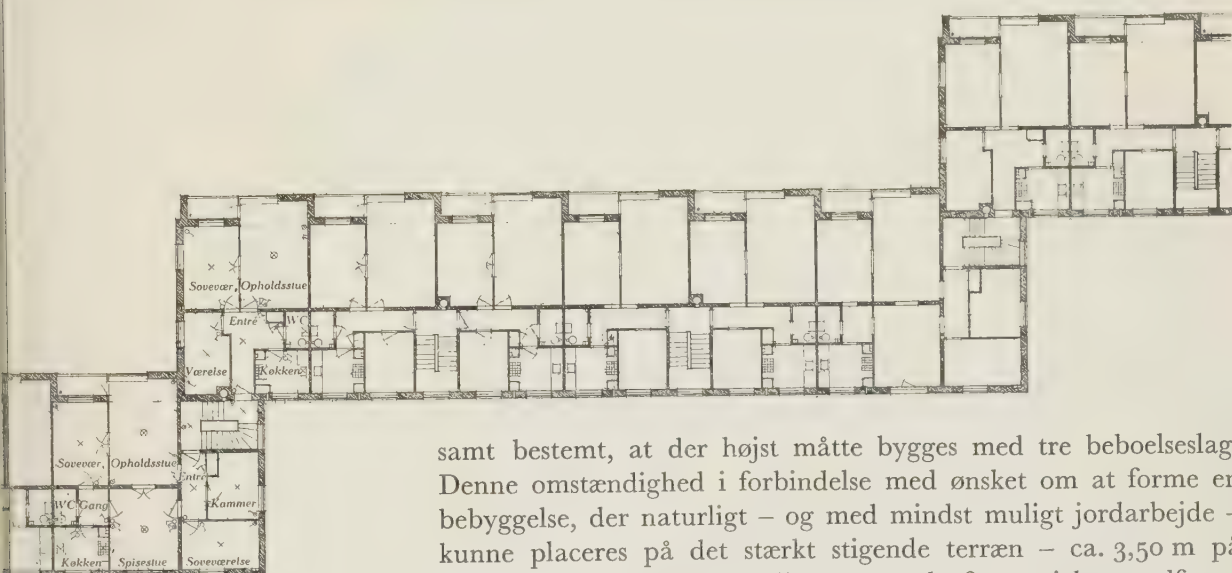 Sovevær. Opholdsstue
Entré WC
Værelse
Køkken
Sovevær. Opholdsstue
Entré
WC Gang Kammer
Køkken Spisestue Soveværelse
samt bestemt, at der højst måtte bygges med tre beboelseslag
Denne omstændighed i forbindelse med ønsket om at forme en
bebyggelse, der naturligt – og med mindst muligt jordarbejde –
kunne placeres på det stærkt stigende terræn – ca. 3,50 m på